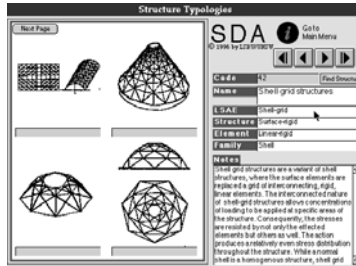 Structure Typologies
Next Page
SDA
Go to
Main Menu
Code 42
Find Structure
Name Shell grid structures
LSAE Shell-grid
Structure Surface-rigid
Element Linear-rigid
Family Shell
Notes
Shell grid structures are a variant of shell
structures, where the surface elements are
replaced a grid of interconnecting, rigid,
linear elements. The interconnected nature
of shell-grid structures allows concentrations
of loading to be applied at specific areas of
the structure. Consequently, the stresses
are resisted by not only the effected
elements but others as well. The action
produces a relatively even stress distribution
throughout the structure. While a normal
shell is a homogenous structure, shell grid